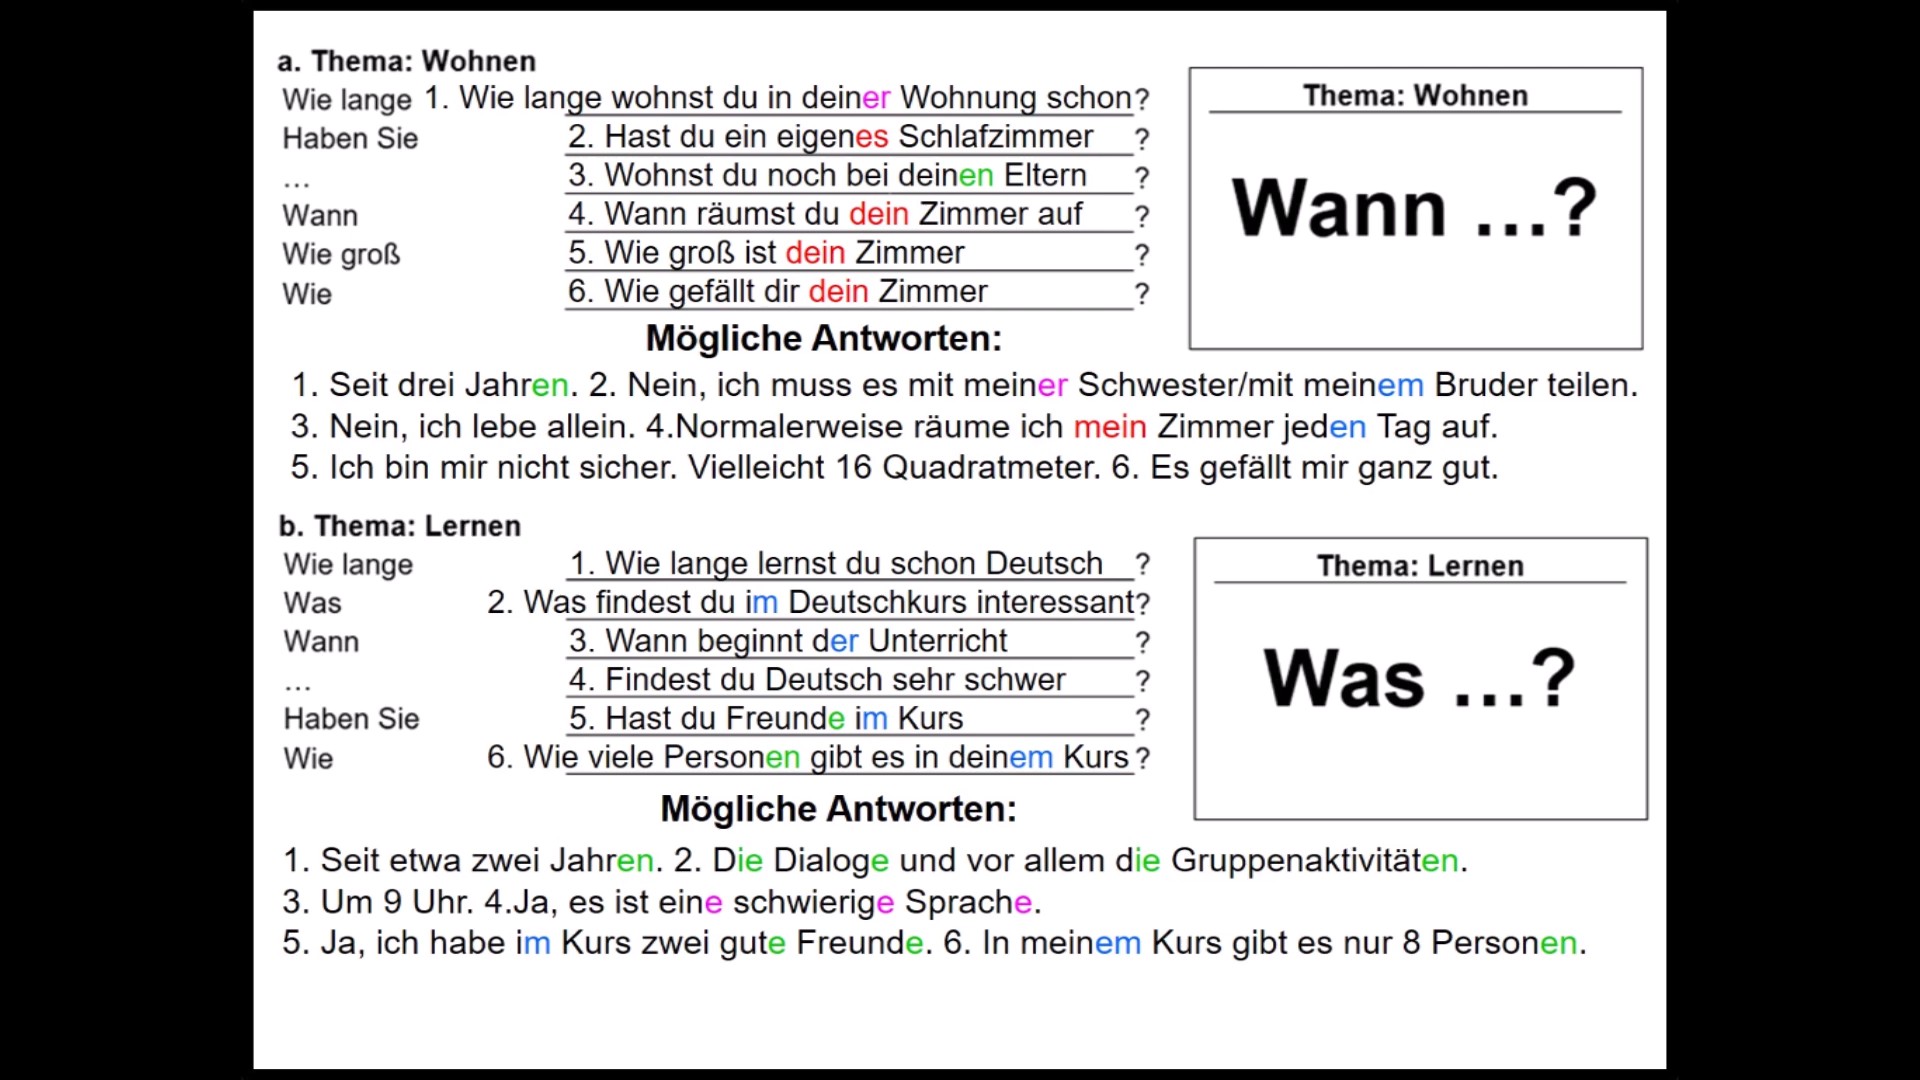 a. Thema: Wohnen
Wie lange 1. Wie lange wohnst du in deiner Wohnung schon?
Haben Sie 2. Hast du ein eigenes Schlafzimmer ?
... 3. Wohnst du noch bei deinen Eltern ?
Wann 4. Wann räumst du dein Zimmer auf ?
Wie groß 5. Wie groß ist dein Zimmer ?
Wie 6. Wie gefällt dir dein Zimmer ?
Thema: Wohnen
Wann ...?
Mögliche Antworten:
1. Seit drei Jahren. 2. Nein, ich muss es mit meiner Schwester/mit meinem Bruder teilen.
3. Nein, ich lebe allein. 4.Normalerweise räume ich mein Zimmer jeden Tag auf.
5. Ich bin mir nicht sicher. Vielleicht 16 Quadratmeter. 6. Es gefällt mir ganz gut.
b. Thema: Lernen
Wie lange 1. Wie lange lernst du schon Deutsch ?
Was 2. Was findest du im Deutschkurs interessant?
Wann 3. Wann beginnt der Unterricht ?
... 4. Findest du Deutsch sehr schwer ?
Haben Sie 5. Hast du Freunde im Kurs ?
Wie 6. Wie viele Personen gibt es in deinem Kurs ?
Thema: Lernen
Was ...?
Mögliche Antworten:
1. Seit etwa zwei Jahren. 2. Die Dialoge und vor allem die Gruppenaktivitäten.
3. Um 9 Uhr. 4.Ja, es ist eine schwierige Sprache.
5. Ja, ich habe im Kurs zwei gute Freunde. 6. In meinem Kurs gibt es nur 8 Personen.